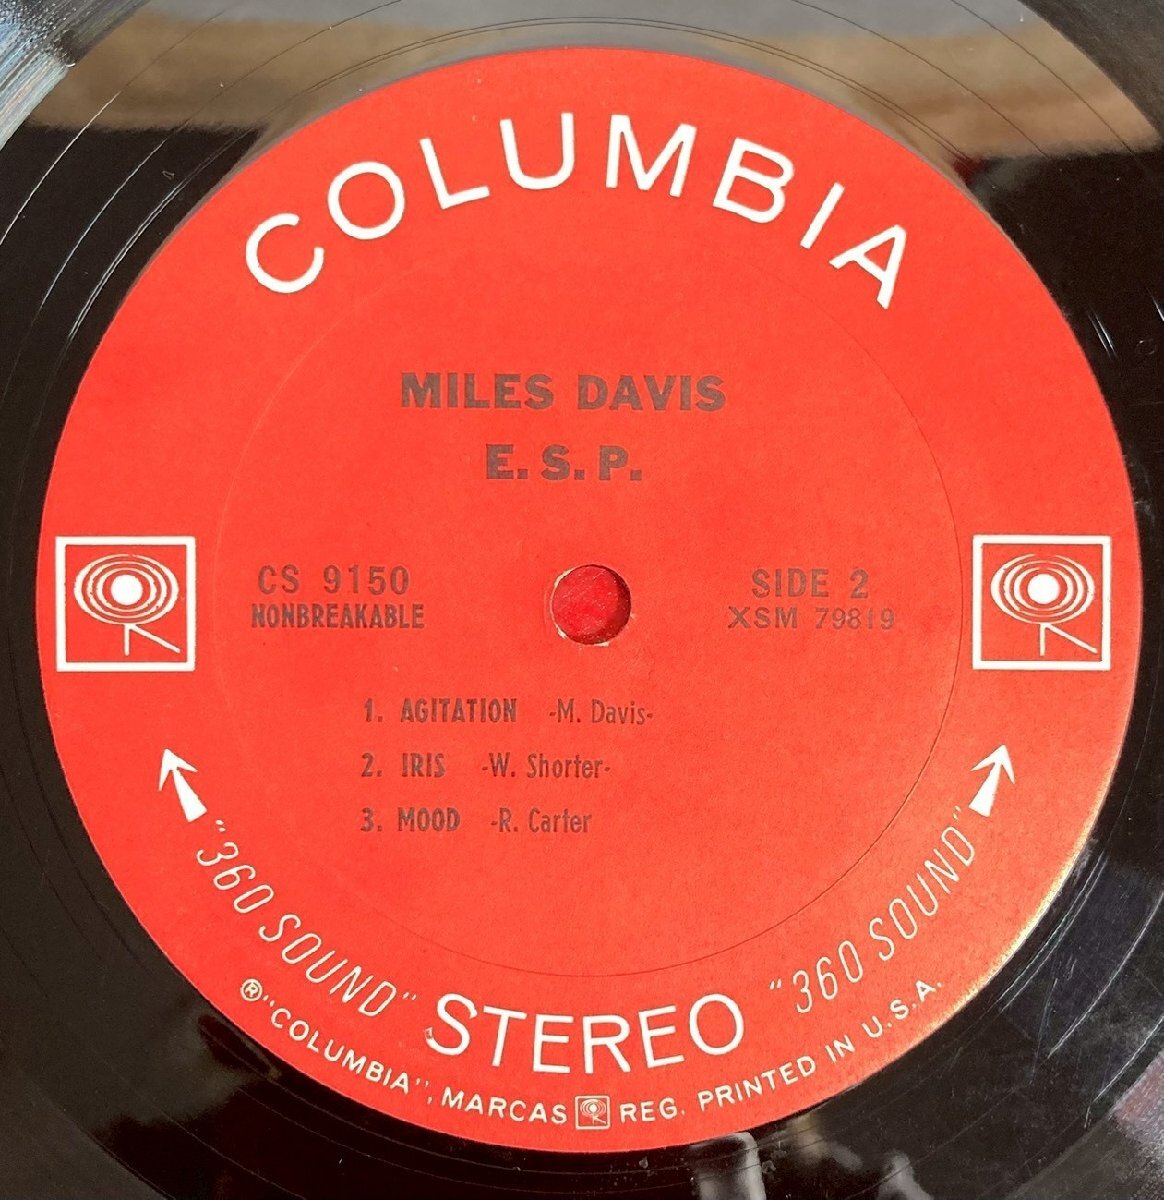 COLUMBIA
MILES DAVIS
E. S. P.
CS 9150
NONBREAKABLE
SIDE 2
XSM 79819
1. AGITATION -M. Davis-
2. IRIS -W. Shorter-
3. MOOD -R. Carter
"360 SOUND" STEREO "360 SOUND"
®"COLUMBIA", MARCAS REG. PRINTED IN U.S.A.